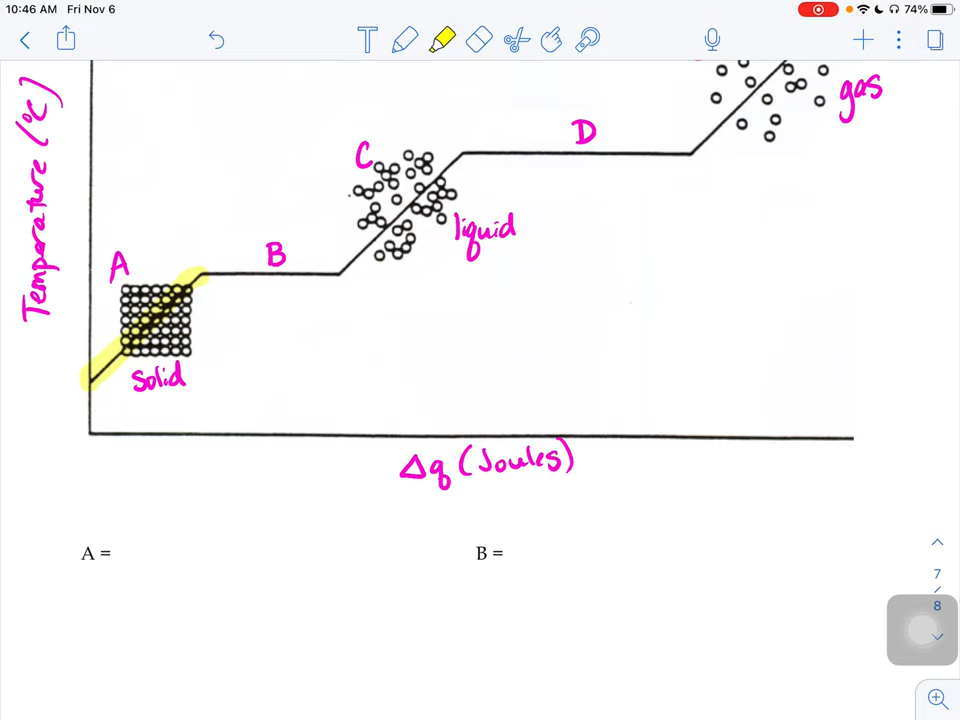 10:46 AM Fri Nov 6
74%
T
Temperature (°C)
gas
D
C
liquid
B
A
solid
Δq (Joules)
A =
B =
7
/
8